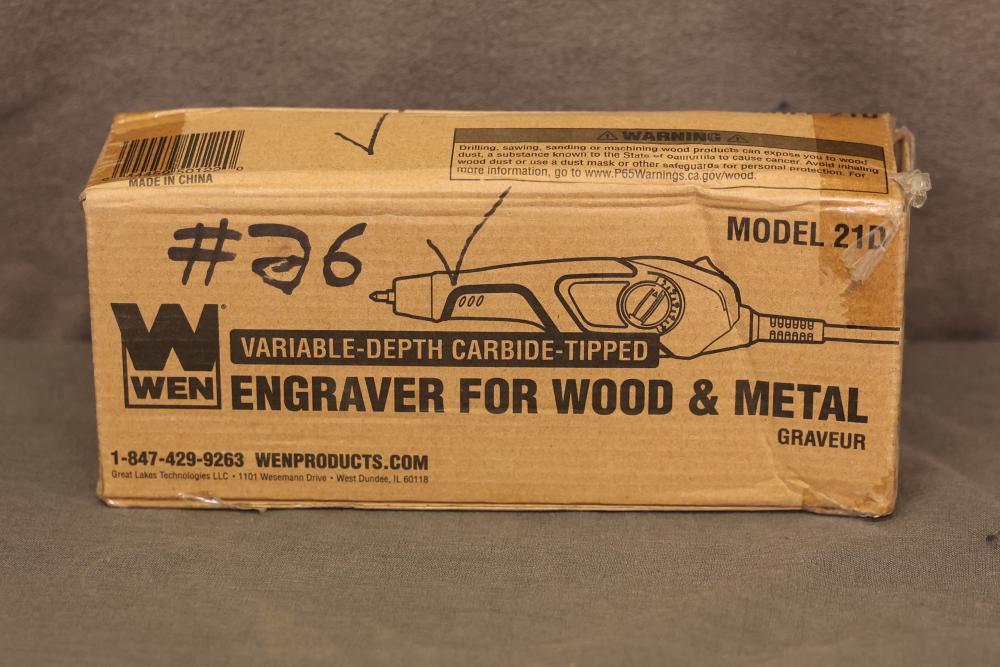 MADE IN CHINA
WARNING
Drilling, sawing, sanding or machining wood products can expose you to wood
dust, a substance known to the State of California to cause cancer. Avoid inhaling
wood dust or use a dust mask or other safeguards for personal protection. For
more information, go to www.P65Warnings.ca.gov/wood.
MODEL 21D
#26
WEN®
VARIABLE-DEPTH CARBIDE-TIPPED
ENGRAVER FOR WOOD & METAL
GRAVEUR
1-847-429-9263 WENPRODUCTS.COM
Great Lakes Technologies LLC • 1101 Wesemann Drive • West Dundee, IL 60118